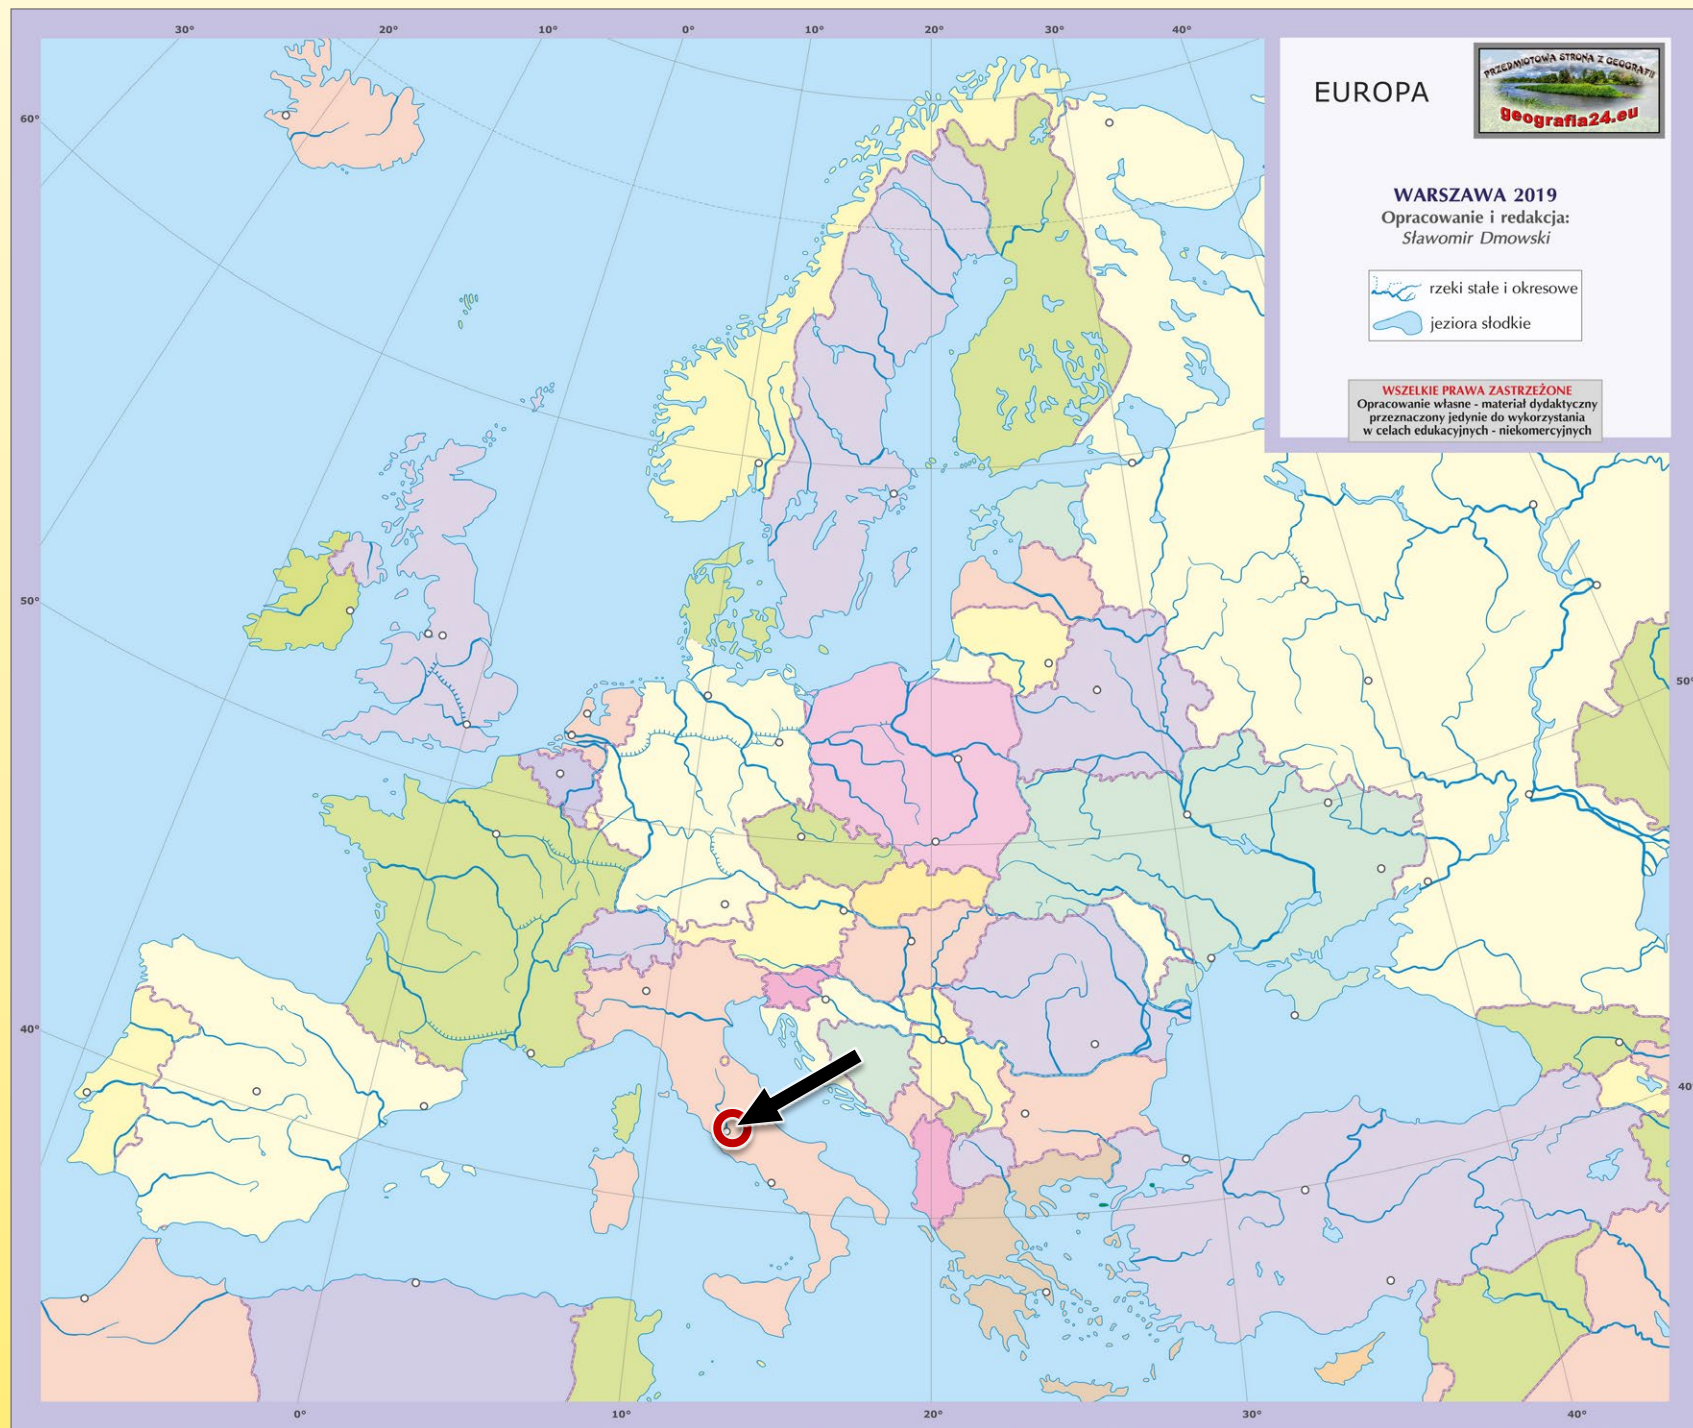 30° 20° 10° 0° 10° 20° 30° 40°
EUROPA
PRZEDMIOTOWA STRONA Z GEOGRAFII
geografia24.eu
WARSZAWA 2019
Opracowanie i redakcja:
Sławomir Dmowski
rzeki stałe i okresowe
jeziora słodkie
WSZELKIE PRAWA ZASTRZEŻONE
Opracowanie własne - materiał dydaktyczny
przeznaczony jedynie do wykorzystania
w celach edukacyjnych - niekomercyjnych
60°
50°
50°
40°
40°
0° 10° 20° 30° 40°